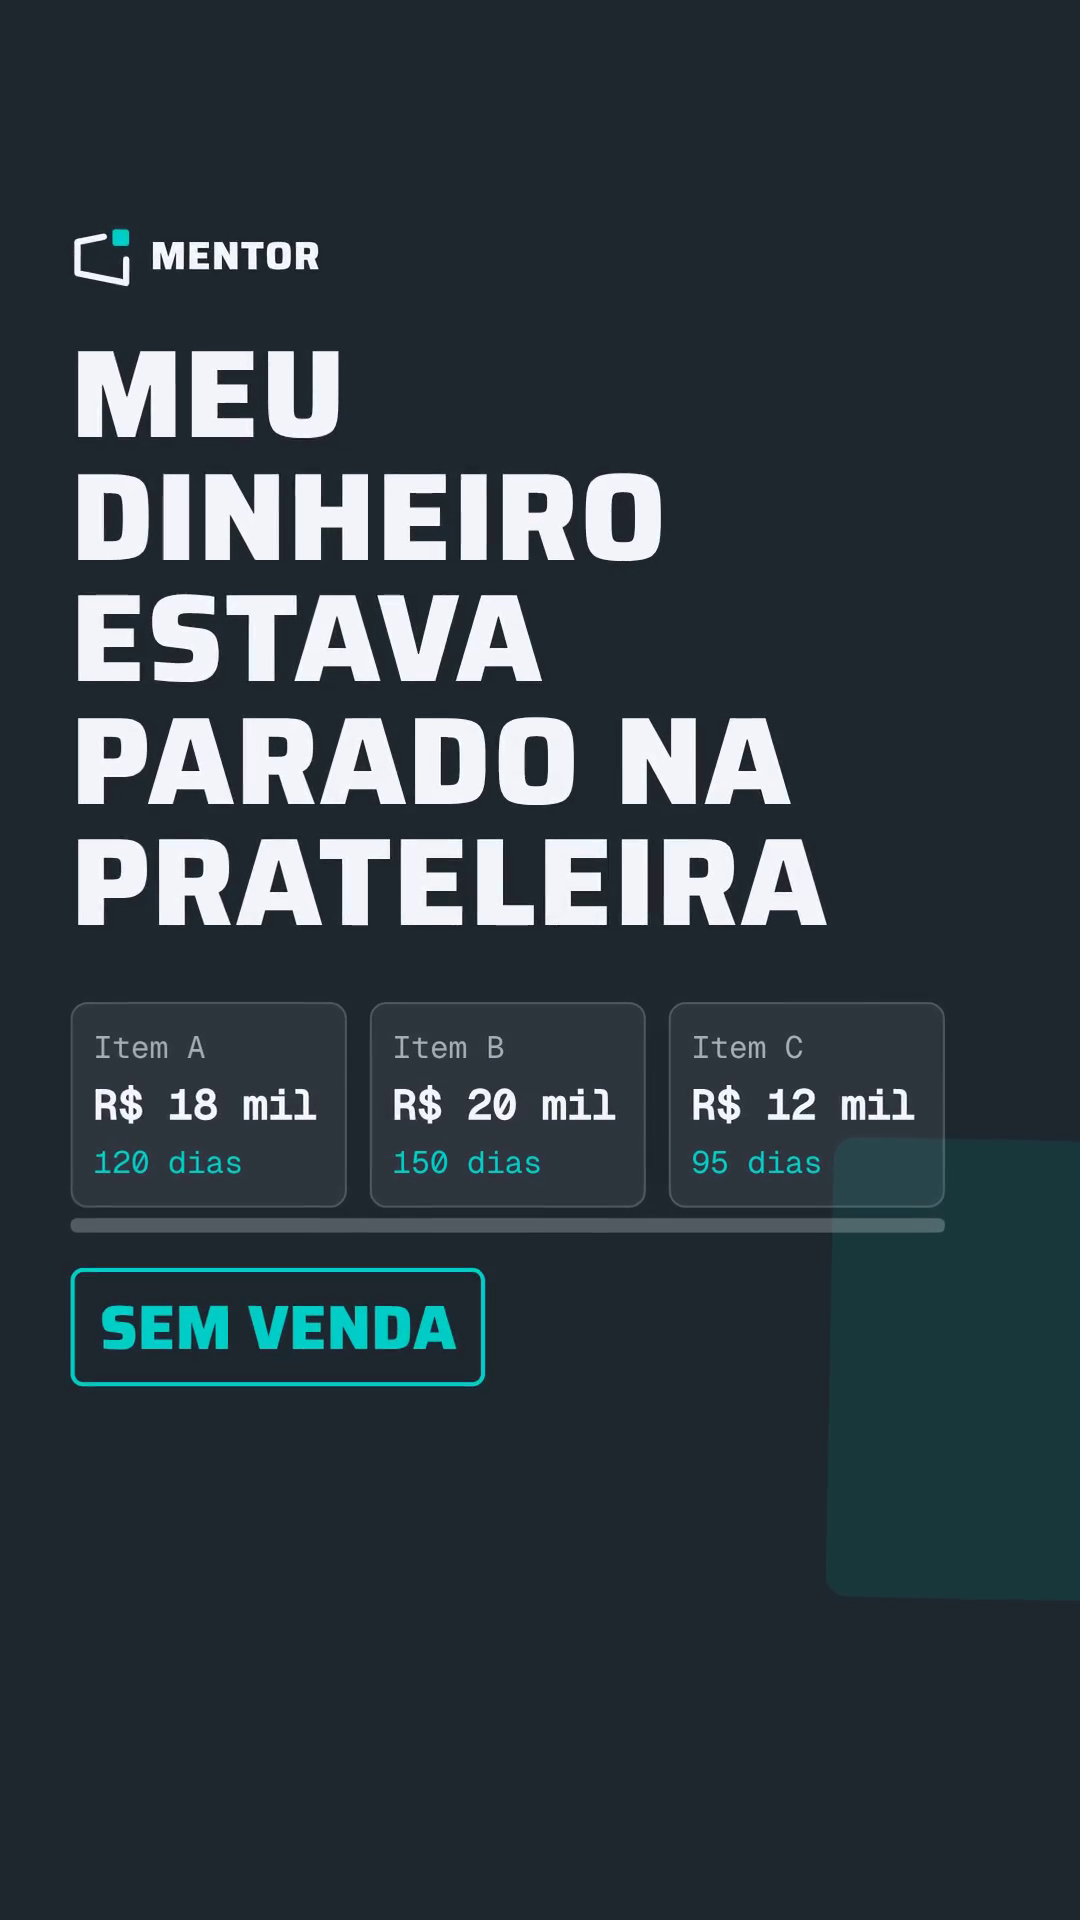 MENTOR
MEU
DINHEIRO
ESTAVA
PARADO NA
PRATELEIRA
Item A
R$ 18 mil
120 dias
Item B
R$ 20 mil
150 dias
Item C
R$ 12 mil
95 dias
SEM VENDA